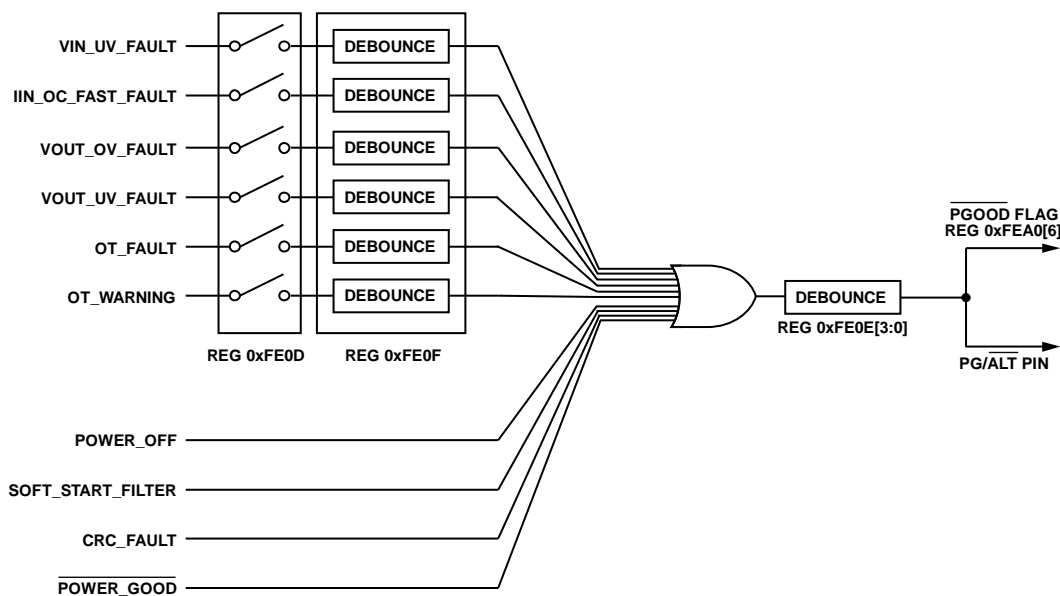 VIN_UV_FAULT
DEBOUNCE
IIN_OC_FAST_FAULT
DEBOUNCE
VOUT_OV_FAULT
DEBOUNCE
VOUT_UV_FAULT
DEBOUNCE
OT_FAULT
DEBOUNCE
OT_WARNING
DEBOUNCE
REG 0xFE0D
REG 0xFE0F
POWER_OFF
SOFT_START_FILTER
CRC_FAULT
POWER_GOOD
DEBOUNCE
REG 0xFE0E[3:0]
PGOOD FLAG
REG 0xFEA0[6]
PG/ALT PIN